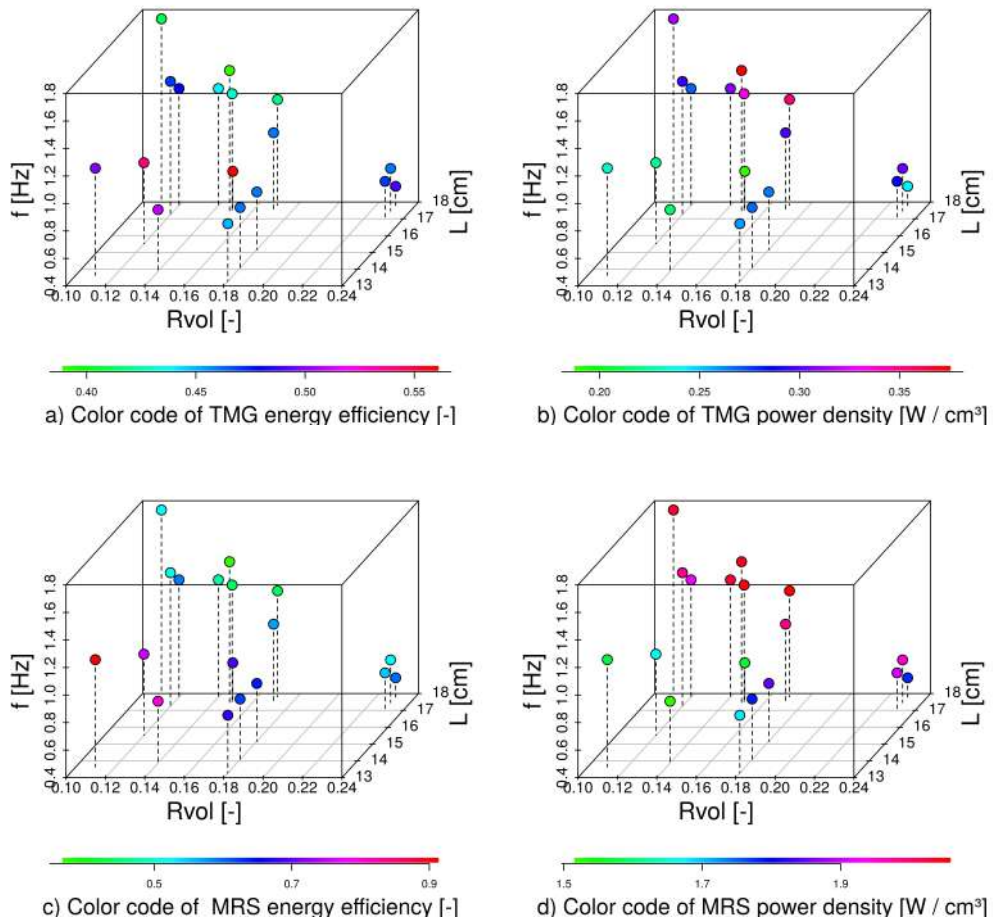 f [Hz]
0.4 0.6 0.8 1.0 1.2 1.4 1.6 1.8
0.10 0.12 0.14 0.16 0.18 0.20 0.22 0.24
Rvol [-]
13 14 15 16 17 18
L [cm]
0.40 0.45 0.50 0.55
a) Color code of TMG energy efficiency [-]
f [Hz]
0.4 0.6 0.8 1.0 1.2 1.4 1.6 1.8
0.10 0.12 0.14 0.16 0.18 0.20 0.22 0.24
Rvol [-]
13 14 15 16 17 18
L [cm]
0.20 0.25 0.30 0.35
b) Color code of TMG power density [W / cm³]
f [Hz]
0.4 0.6 0.8 1.0 1.2 1.4 1.6 1.8
0.10 0.12 0.14 0.16 0.18 0.20 0.22 0.24
Rvol [-]
13 14 15 16 17 18
L [cm]
0.5 0.7 0.9
c) Color code of MRS energy efficiency [-]
f [Hz]
0.4 0.6 0.8 1.0 1.2 1.4 1.6 1.8
0.10 0.12 0.14 0.16 0.18 0.20 0.22 0.24
Rvol [-]
13 14 15 16 17 18
L [cm]
1.5 1.7 1.9
d) Color code of MRS power density [W / cm³]